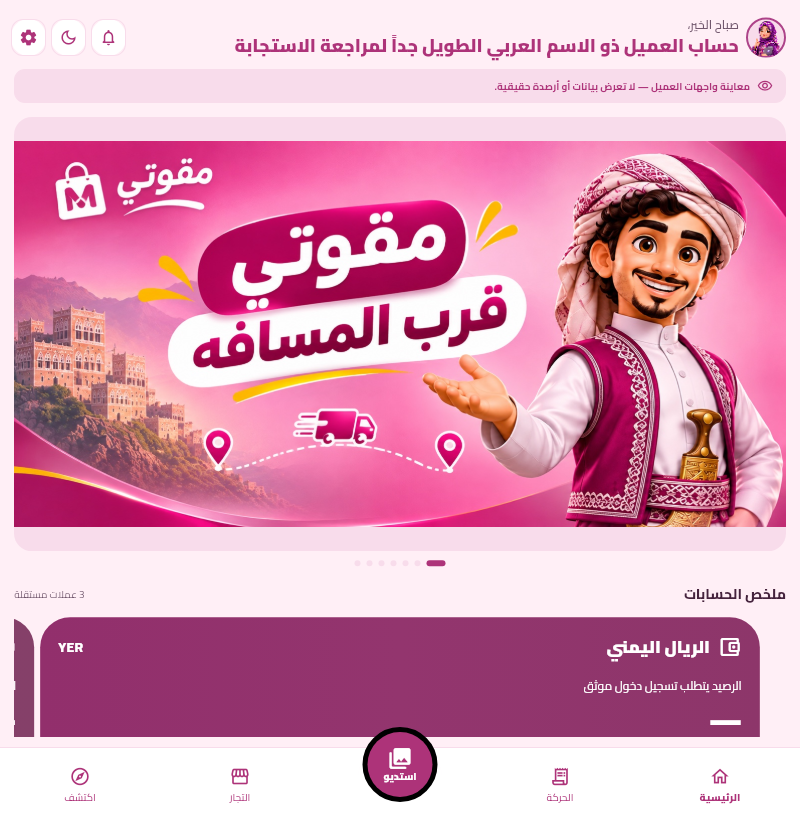 صباح الخير،
حساب العميل ذو الاسم العربي الطويل جداً لمراجعة الاستجابة
معاينة واجهات العميل — لا تعرض بيانات أو أرصدة حقيقية.
مقوتي
مقوتي
قرب المسافه
ملخص الحسابات
3 عملات مستقلة
الريال اليمني
YER
الرصيد يتطلب تسجيل دخول موثق
الرئيسية
الحركة
استديو
التجار
اكتشف